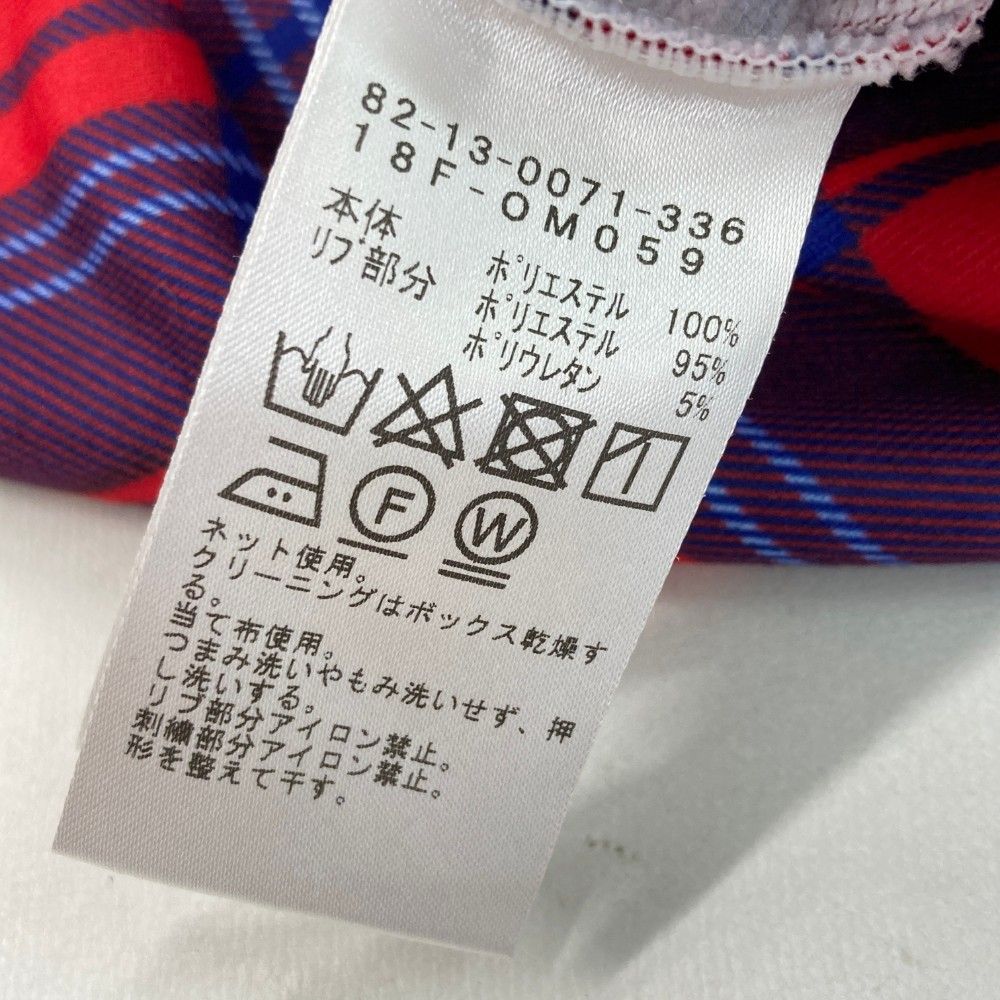 82-13-0071-336
18F-OM059
本体 ポリエステル 100%
リブ部分 ポリエステル 95%
ポリウレタン 5%
F
W
ネット使用。
クリーニングはボックス乾燥す
る。
当て布使用。
つまみ洗いやもみ洗いせず、押
し洗いする。
リブ部分アイロン禁止。
刺繍部分アイロン禁止。
形を整えて干す。